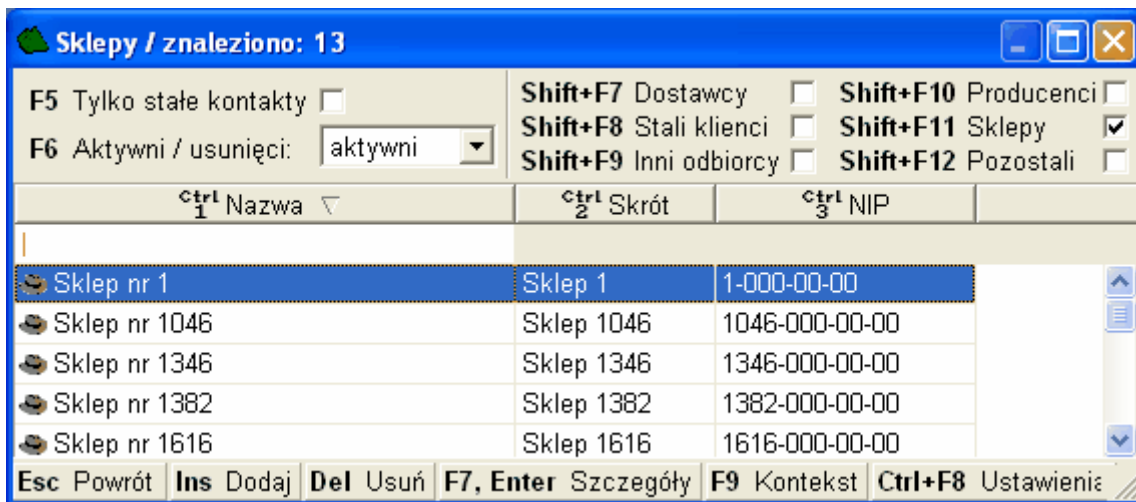 Sklepy / znaleziono: 13
F5 Tylko stałe kontakty
F6 Aktywni / usunięci: aktywni
Shift+F7 Dostawcy Shift+F10 Producenci
Shift+F8 Stali klienci Shift+F11 Sklepy
Shift+F9 Inni odbiorcy Shift+F12 Pozostali
Ctrl 1 Nazwa Ctrl 2 Skrót Ctrl 3 NIP
Sklep nr 1 Sklep 1 1-000-00-00
Sklep nr 1046 Sklep 1046 1046-000-00-00
Sklep nr 1346 Sklep 1346 1346-000-00-00
Sklep nr 1382 Sklep 1382 1382-000-00-00
Sklep nr 1616 Sklep 1616 1616-000-00-00
Esc Powrót Ins Dodaj Del Usuń F7, Enter Szczegóły F9 Kontekst Ctrl+F8 Ustawienia